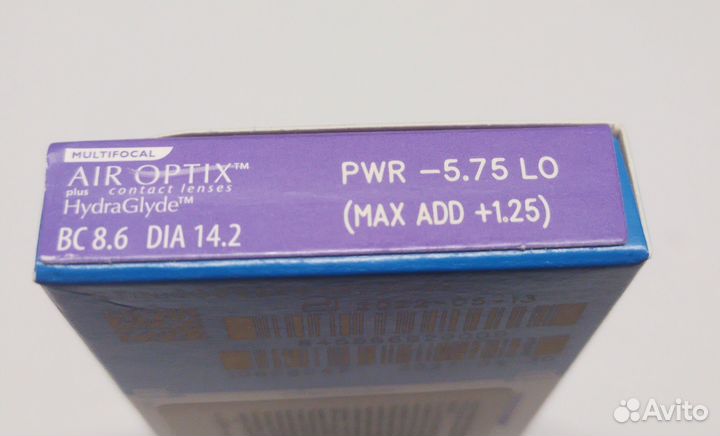 MULTIFOCAL
AIR OPTIX™
plus contact lenses
HydraGlyde™
BC 8.6 DIA 14.2
PWR -5.75 LO
(MAX ADD +1.25)
Avito